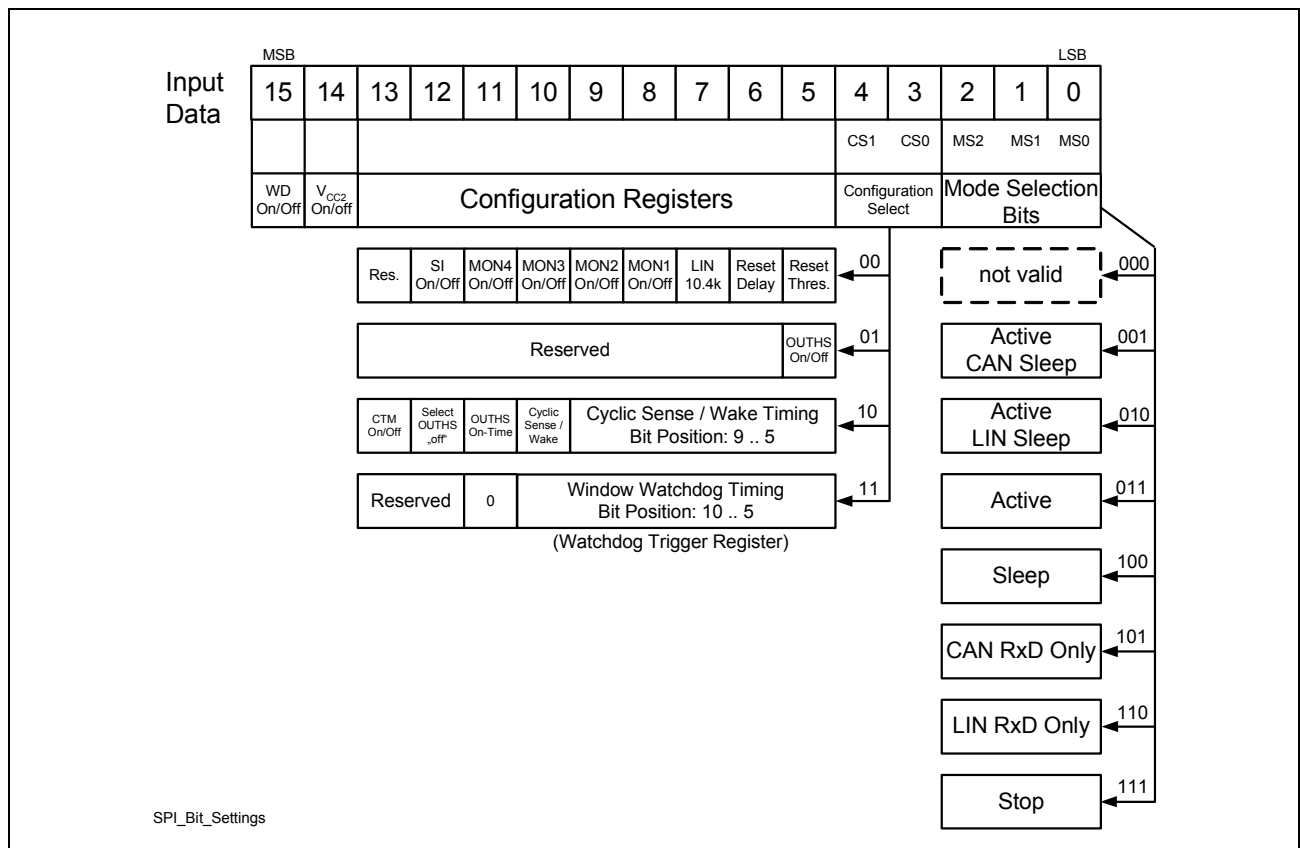 MSB LSB
Input Data
15 14 13 12 11 10 9 8 7 6 5 4 3 2 1 0
CS1 CS0 MS2 MS1 MS0
WD On/Off
V_CC2 On/off
Configuration Registers
Configuration Select
Mode Selection Bits
Res.
SI On/Off
MON4 On/Off
MON3 On/Off
MON2 On/Off
MON1 On/Off
LIN 10.4k
Reset Delay
Reset Thres.
00
Reserved
OUTHS On/Off
01
CTM On/Off
Select OUTHS „off“
OUTHS On-Time
Cyclic Sense / Wake
Cyclic Sense / Wake Timing
Bit Position: 9 .. 5
10
Reserved
0
Window Watchdog Timing
Bit Position: 10 .. 5
11
(Watchdog Trigger Register)
not valid
000
Active
CAN Sleep
001
Active
LIN Sleep
010
Active
011
Sleep
100
CAN RxD Only
101
LIN RxD Only
110
Stop
111
SPI_Bit_Settings